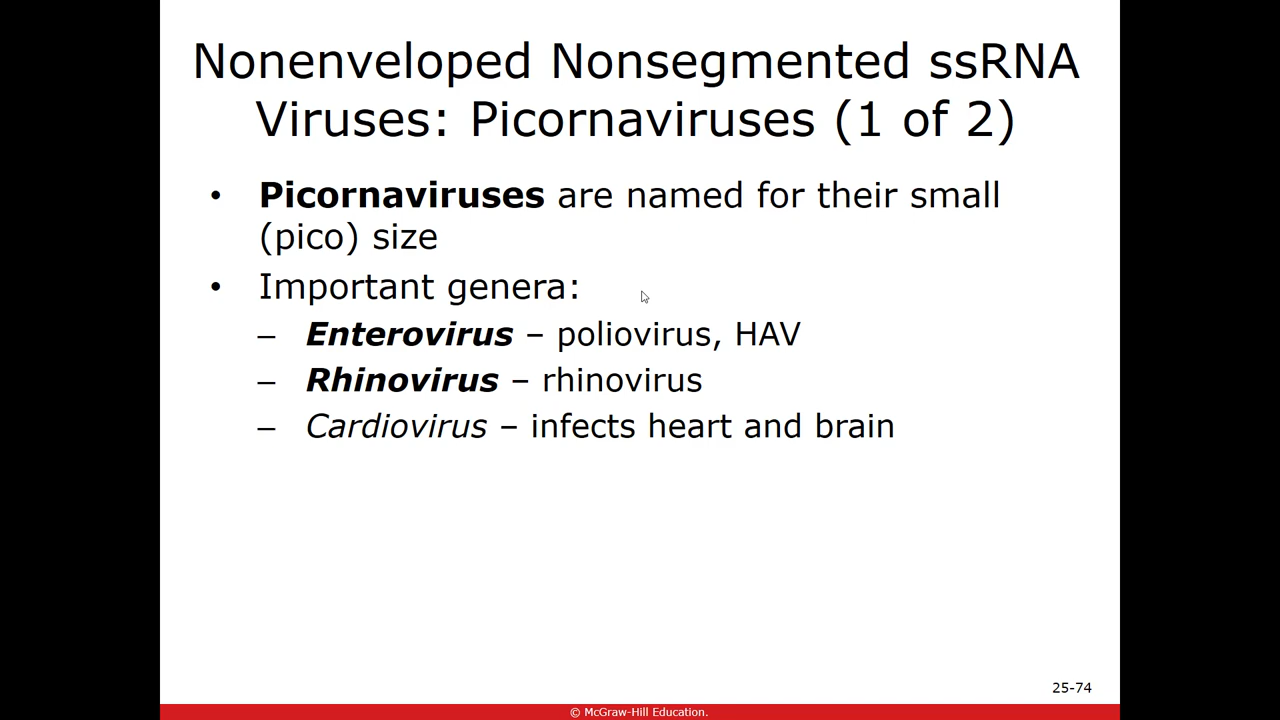 Nonenveloped Nonsegmented ssRNA
Viruses: Picornaviruses (1 of 2)
• Picornaviruses are named for their small
(pico) size
• Important genera:
– Enterovirus – poliovirus, HAV
– Rhinovirus – rhinovirus
– Cardiovirus – infects heart and brain
25-74
© McGraw-Hill Education.